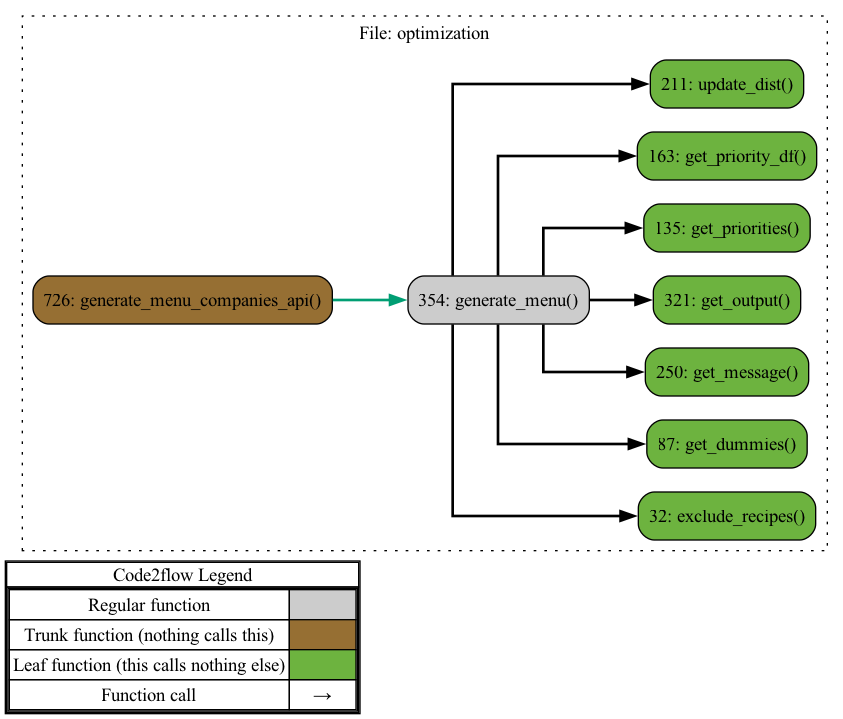 File: optimization
211: update_dist()
163: get_priority_df()
135: get_priorities()
726: generate_menu_companies_api()
354: generate_menu()
321: get_output()
250: get_message()
87: get_dummies()
32: exclude_recipes()
Code2flow Legend
Regular function
Trunk function (nothing calls this)
Leaf function (this calls nothing else)
Function call →